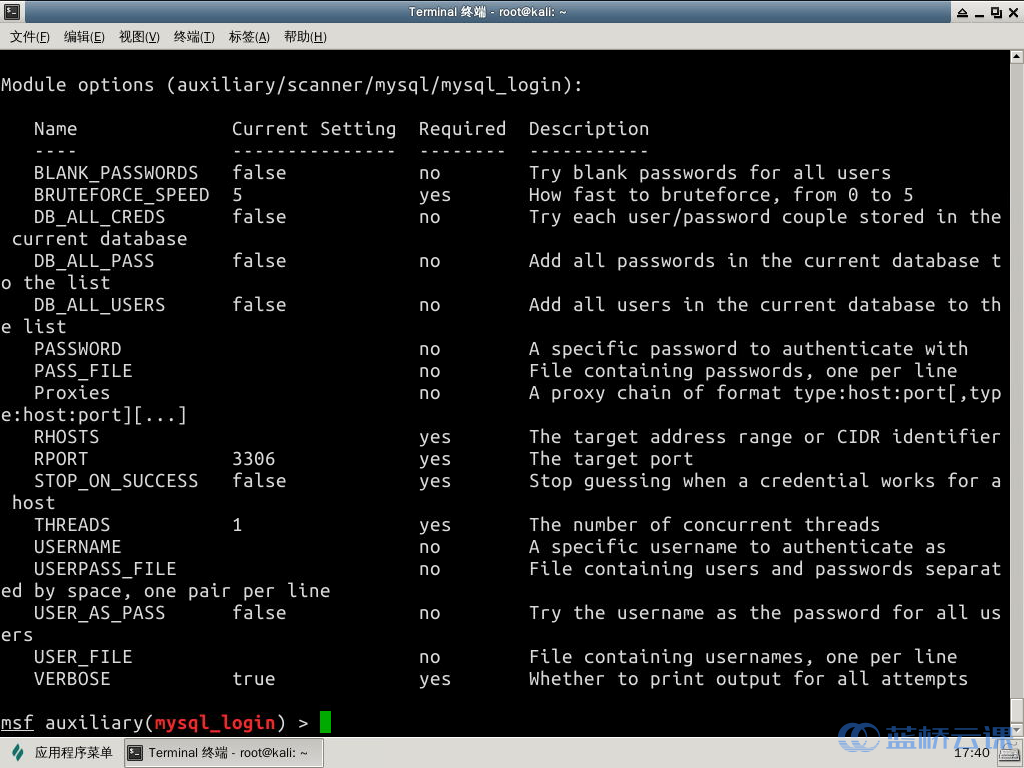 Terminal 终端 - root@kali: ~
文件(F) 编辑(E) 视图(V) 终端(T) 标签(A) 帮助(H)
Module options (auxiliary/scanner/mysql/mysql_login):
Name Current Setting Required Description
---- --------------- -------- -----------
BLANK_PASSWORDS false no Try blank passwords for all users
BRUTEFORCE_SPEED 5 yes How fast to bruteforce, from 0 to 5
DB_ALL_CREDS false no Try each user/password couple stored in the
current database
DB_ALL_PASS false no Add all passwords in the current database t
o the list
DB_ALL_USERS false no Add all users in the current database to th
e list
PASSWORD no A specific password to authenticate with
PASS_FILE no File containing passwords, one per line
Proxies no A proxy chain of format type:host:port[,typ
e:host:port][...]
RHOSTS yes The target address range or CIDR identifier
RPORT 3306 yes The target port
STOP_ON_SUCCESS false yes Stop guessing when a credential works for a
host
THREADS 1 yes The number of concurrent threads
USERNAME no A specific username to authenticate as
USERPASS_FILE no File containing users and passwords separat
ed by space, one pair per line
USER_AS_PASS false no Try the username as the password for all us
ers
USER_FILE no File containing usernames, one per line
VERBOSE true yes Whether to print output for all attempts
msf auxiliary(mysql_login) >
蓝桥云课
应用程序菜单 Terminal 终端 - root@kali: ~ 17:40